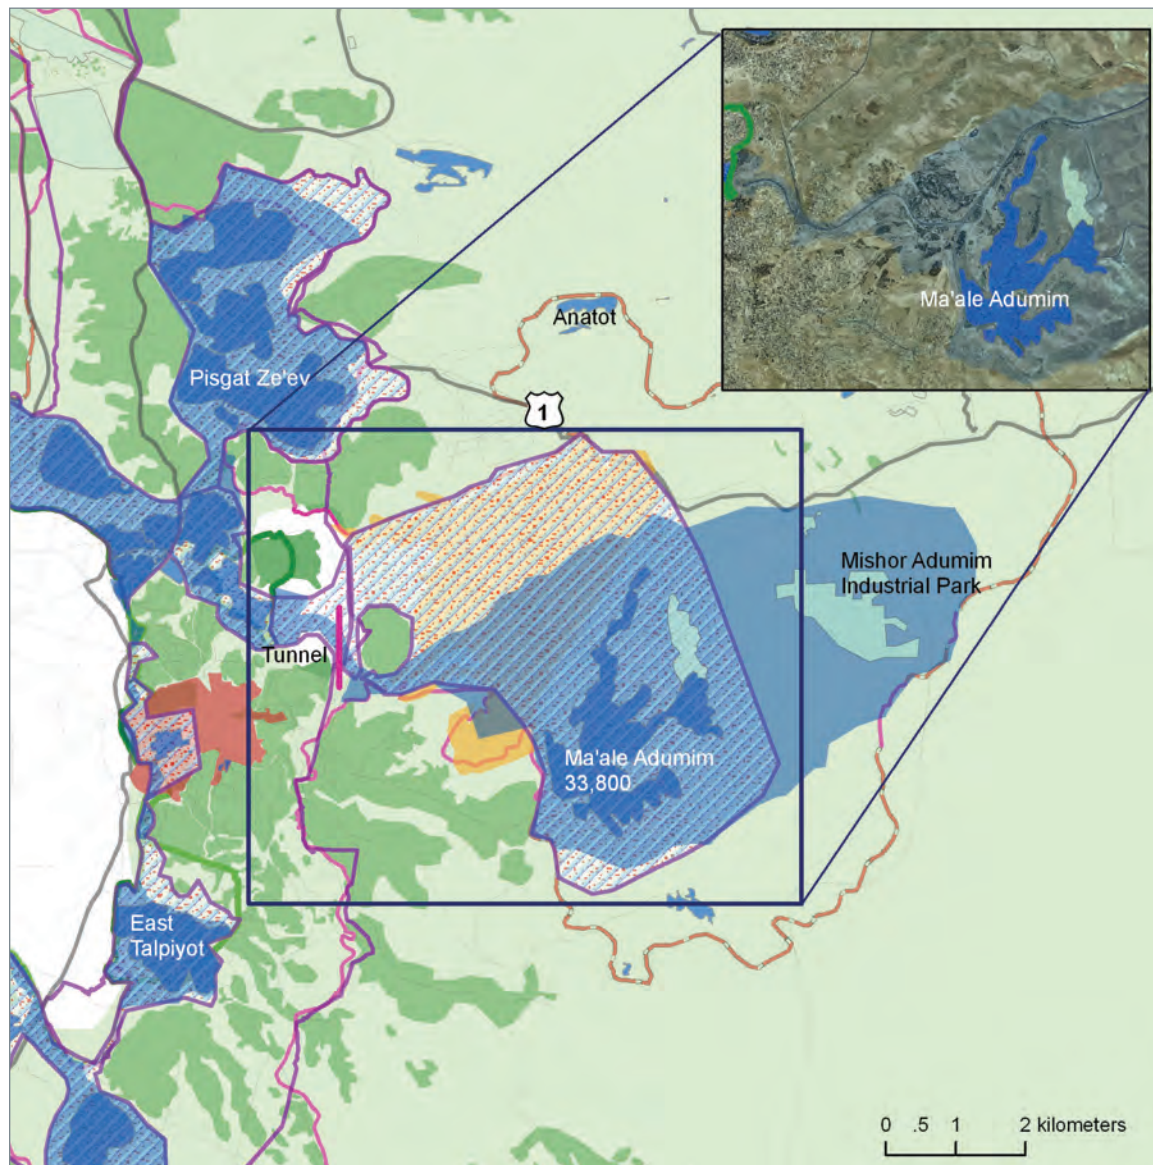 Ma'ale Adumim
Anatot
Pisgat Ze'ev
1
Mishor Adumim
Industrial Park
Tunnel
Ma'ale Adumim
33,800
East
Talpiyot
0 .5 1 2 kilometers